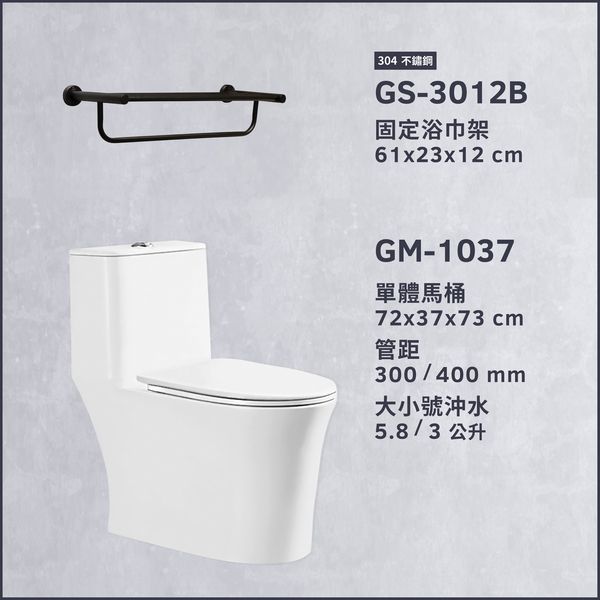 304 不鏽鋼
GS-3012B
固定浴巾架
61x23x12 cm
GM-1037
單體馬桶
72x37x73 cm
管距
300 / 400 mm
大小號沖水
5.8 / 3 公升